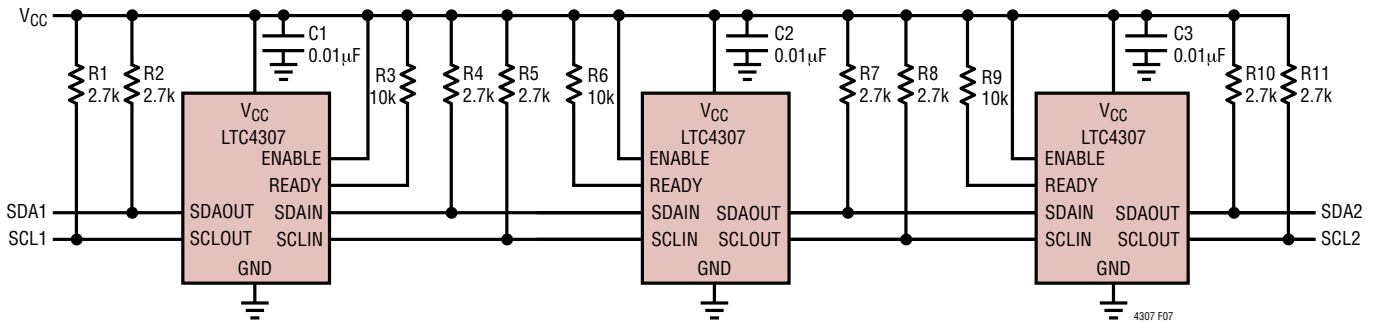 VCC
C1
0.01µF
C2
0.01µF
C3
0.01µF
R1
2.7k
R2
2.7k
R3
10k
R4
2.7k
R5
2.7k
R6
10k
R7
2.7k
R8
2.7k
R9
10k
R10
2.7k
R11
2.7k
VCC
LTC4307
ENABLE
READY
SDAOUT SDAIN
SCLOUT SCLIN
GND
VCC
LTC4307
ENABLE
READY
SDAIN SDAOUT
SCLIN SCLOUT
GND
VCC
LTC4307
ENABLE
READY
SDAIN SDAOUT
SCLIN SCLOUT
GND
SDA1
SCL1
SDA2
SCL2
4307 F07